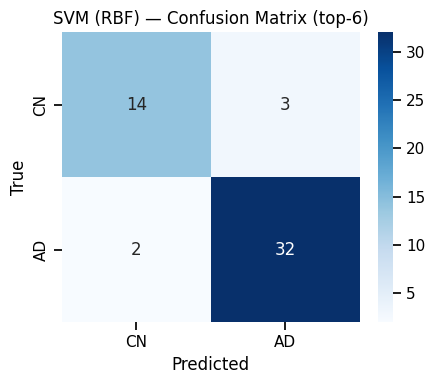 SVM (RBF) — Confusion Matrix (top-6)
CN
14
3
AD
2
32
True
CN
AD
Predicted
30
25
20
15
10
5